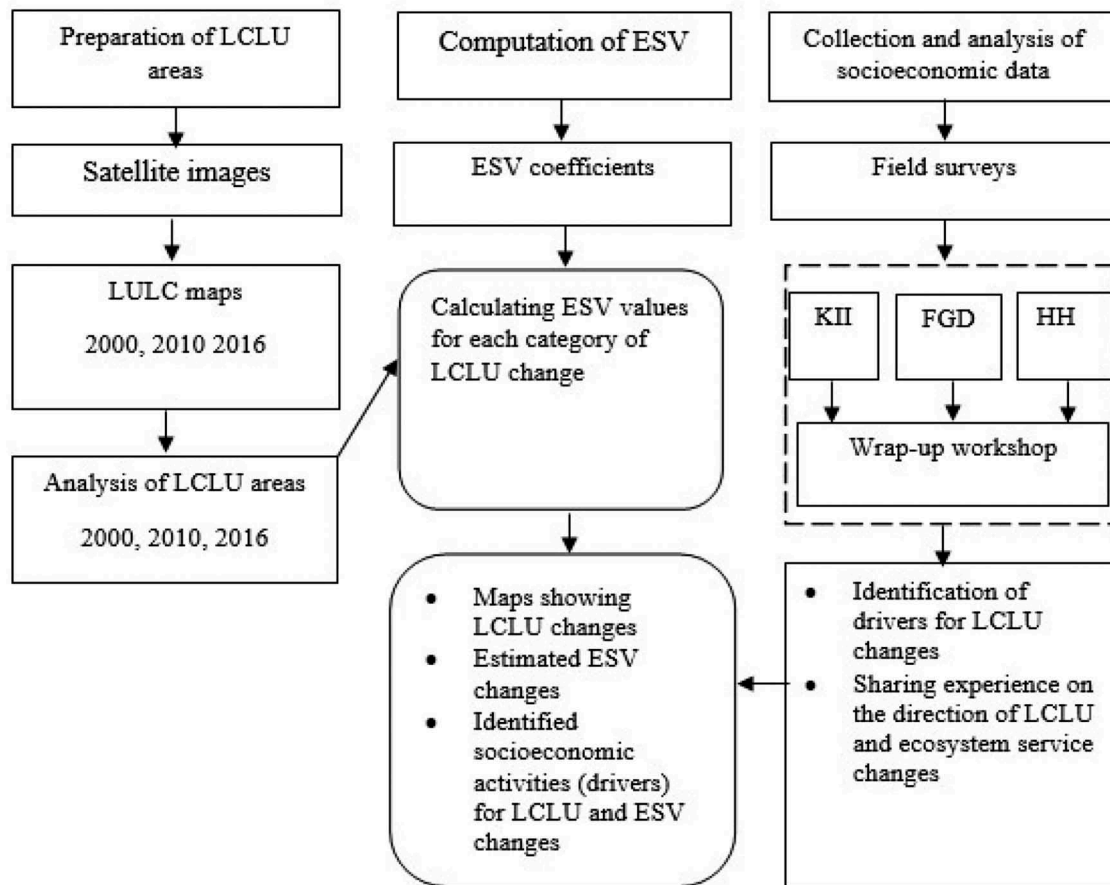 Preparation of LCLU
areas
Satellite images
LULC maps
2000, 2010 2016
Analysis of LCLU areas
2000, 2010, 2016
Computation of ESV
ESV coefficients
Calculating ESV values
for each category of
LCLU change
• Maps showing
LCLU changes
• Estimated ESV
changes
• Identified
socioeconomic
activities (drivers)
for LCLU and ESV
changes
Collection and analysis of
socioeconomic data
Field surveys
KII
FGD
HH
Wrap-up workshop
• Identification of
drivers for LCLU
changes
• Sharing experience on
the direction of LCLU
and ecosystem service
changes